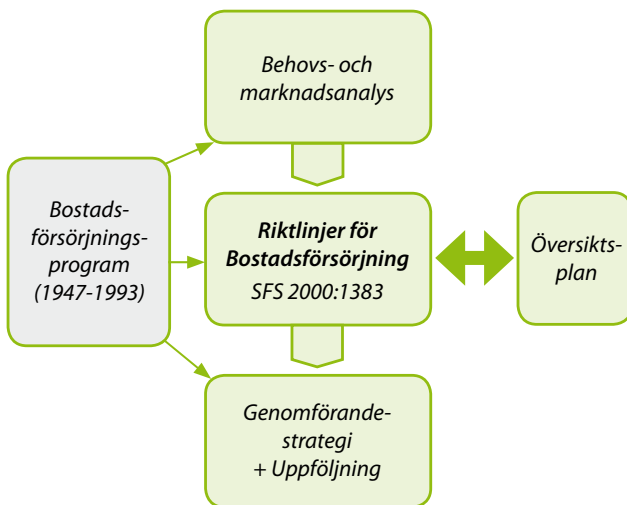 Behovs- och
marknadsanalys
Bostads-
försörjnings-
program
(1947-1993)
Riktlinjer för
Bostadsförsörjning
SFS 2000:1383
Översikts-
plan
Genomförande-
strategi
+ Uppföljning